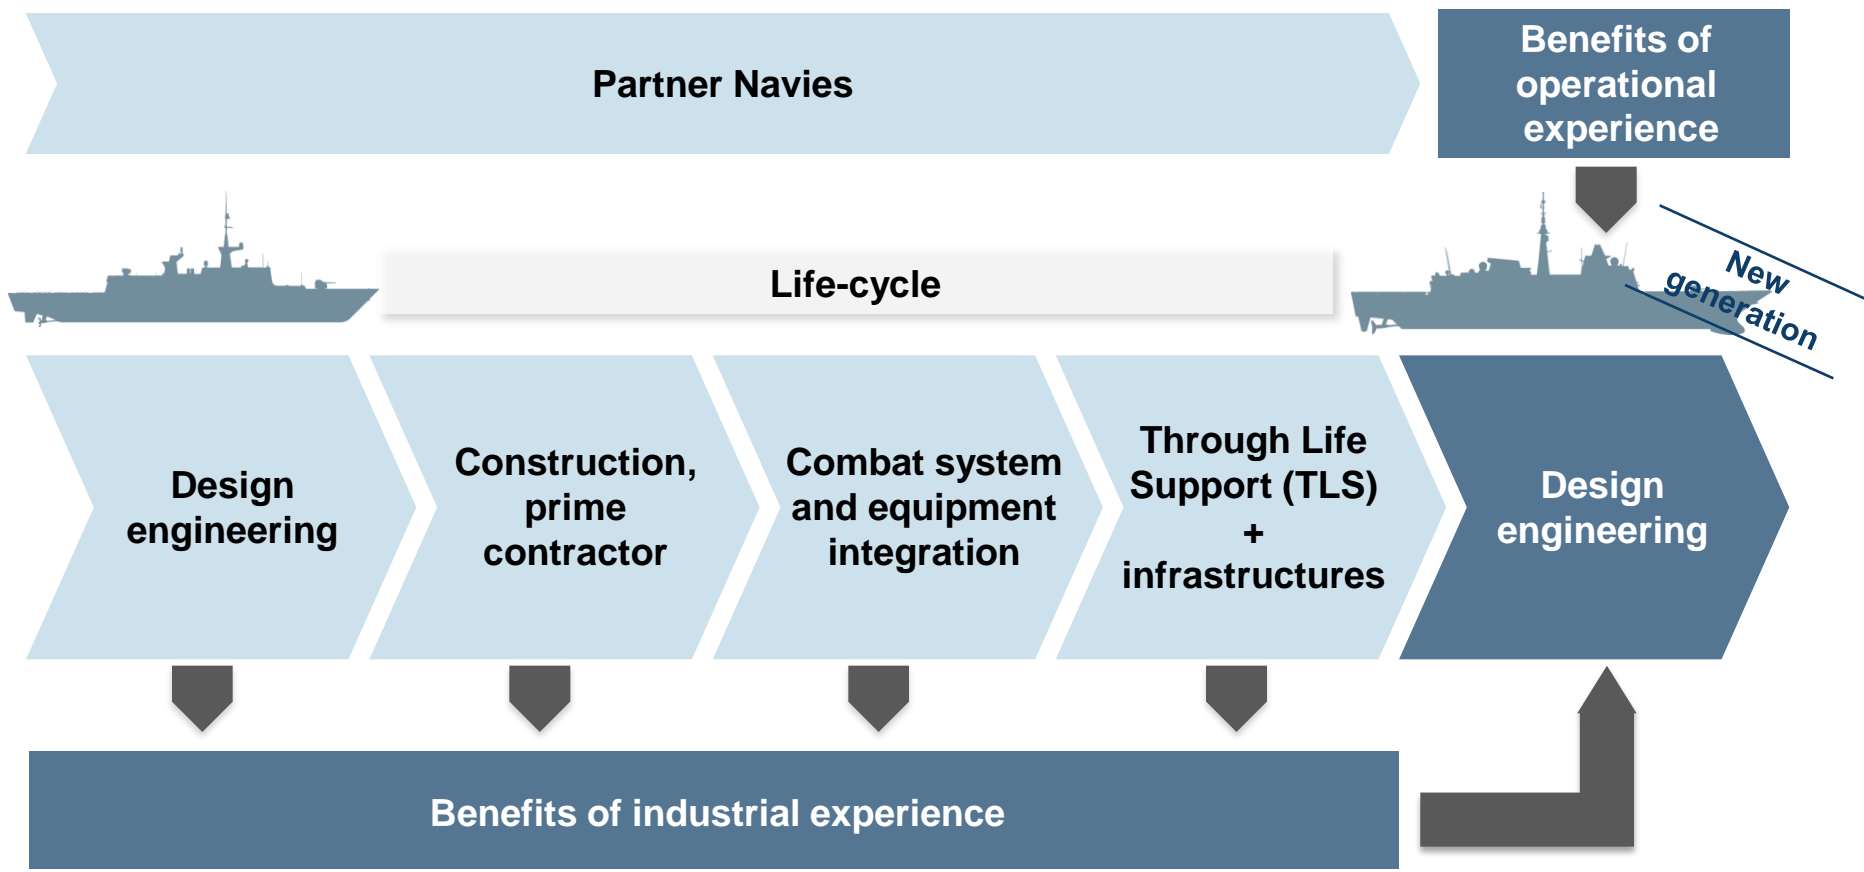 Partner Navies
Benefits of
operational
experience
Life-cycle
New
generation
Design
engineering
Construction,
prime
contractor
Combat system
and equipment
integration
Through Life
Support (TLS)
+
infrastructures
Design
engineering
Benefits of industrial experience